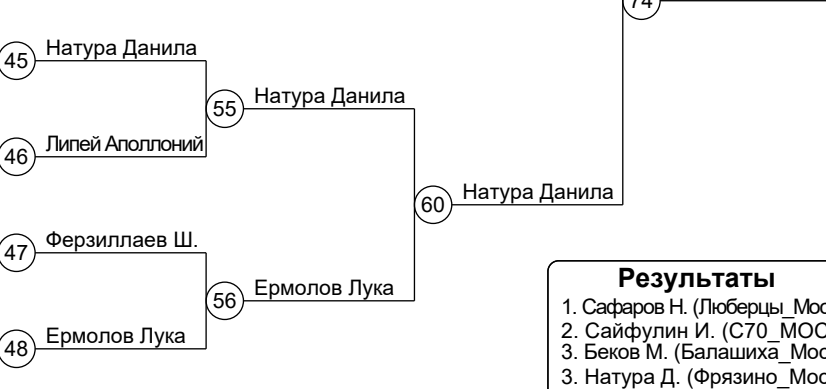 74
45 Натура Данила
55 Натура Данила
46 Липей Аполлоний
60 Натура Данила
47 Ферзиллаев Ш.
56 Ермолов Лука
48 Ермолов Лука
Результаты
1. Сафаров Н. (Люберцы_Мос
2. Сайфулин И. (С70_МОС
3. Беков М. (Балашиха_Мос
3. Натура Д. (Фрязино_Мос